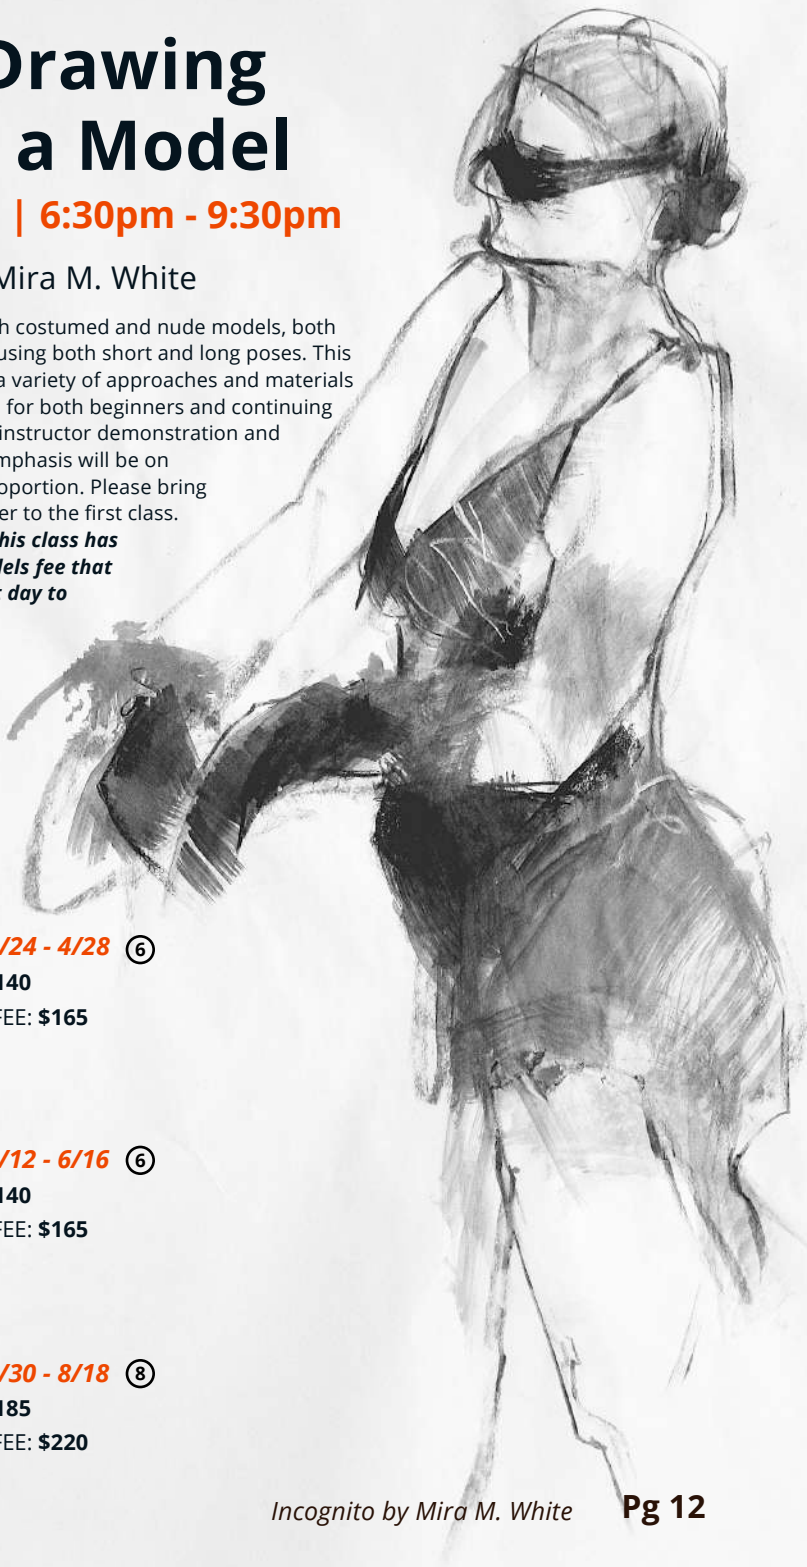 Drawing
a Model
| 6:30pm - 9:30pm
Mira M. White
h costumed and nude models, both
using both short and long poses. This
a variety of approaches and materials
for both beginners and continuing
instructor demonstration and
mphasis will be on
oportion. Please bring
er to the first class.
his class has
dels fee that
t day to
/24 - 4/28 6
140
FEE: $165
/12 - 6/16 6
140
FEE: $165
/30 - 8/18 8
185
FEE: $220
Incognito by Mira M. White Pg 12